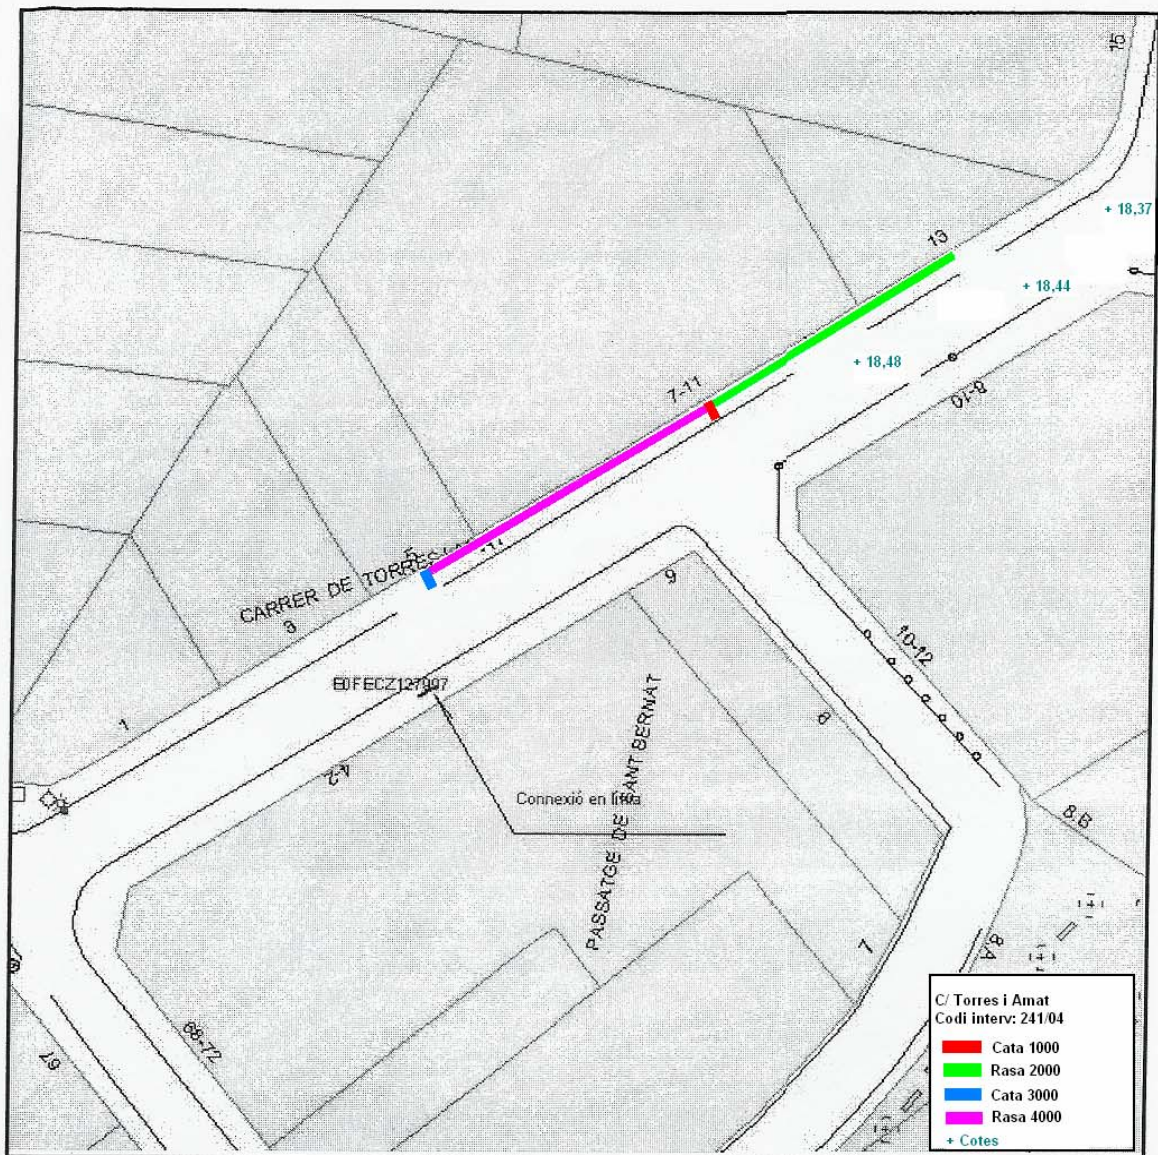 15
+ 18,37
13
+ 18,44
+ 18,48
7-11
8-10
5
CARRER DE TORRES
3
9
10-12
E0FECZ127997
PASSATGE DE SANT BERNAT
1
6
4-2
Connexió en línia
8.B
7
8.A
68-72
67
C/ Torres i Amat
Codi interv: 241/04
Cata 1000
Rasa 2000
Cata 3000
Rasa 4000
+ Cotes